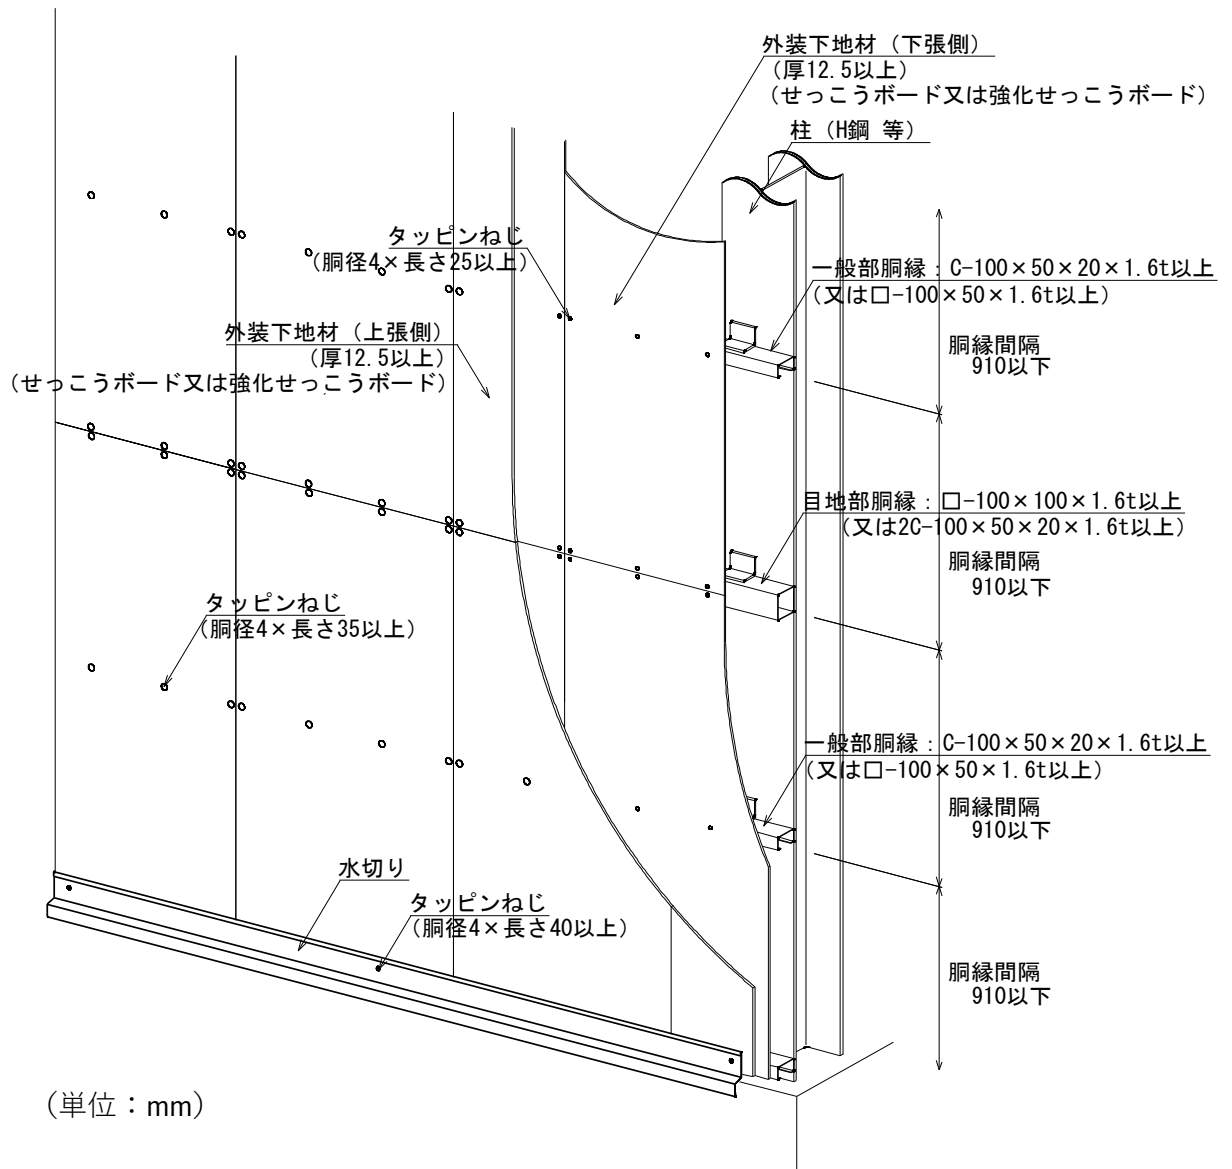 外装下地材（下張側）
（厚12.5以上）
（せっこうボード又は強化せっこうボード）
柱（H鋼 等）
タッピンねじ
（胴径4×長さ25以上）
一般部胴縁：C-100×50×20×1.6t以上
（又は□-100×50×1.6t以上）
外装下地材（上張側）
（厚12.5以上）
（せっこうボード又は強化せっこうボード）
胴縁間隔
910以下
目地部胴縁：□-100×100×1.6t以上
（又は2C-100×50×20×1.6t以上）
胴縁間隔
910以下
タッピンねじ
（胴径4×長さ35以上）
一般部胴縁：C-100×50×20×1.6t以上
（又は□-100×50×1.6t以上）
胴縁間隔
910以下
水切り
タッピンねじ
（胴径4×長さ40以上）
胴縁間隔
910以下
（単位：mm）